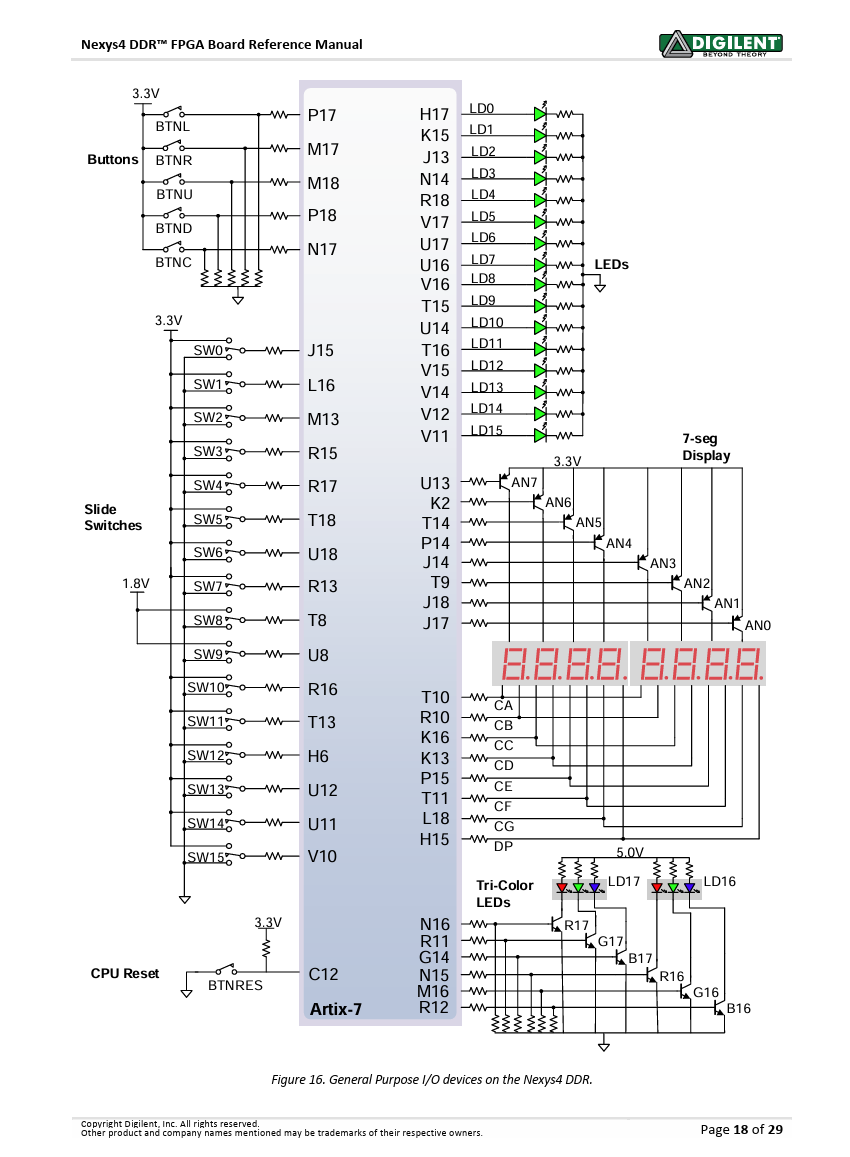 Nexys4 DDR™ FPGA Board Reference Manual
DIGILENT
BEYOND THEORY
3.3V
BTNL
P17
Buttons
BTNR
M17
BTNU
M18
BTND
P18
BTNC
N17
H17
LD0
K15
LD1
J13
LD2
N14
LD3
R18
LD4
V17
LD5
U17
LD6
U16
LD7
LEDs
V16
LD8
T15
LD9
U14
LD10
T16
LD11
V15
LD12
V14
LD13
V12
LD14
V11
LD15
3.3V
SW0
J15
SW1
L16
SW2
M13
SW3
R15
SW4
R17
Slide
Switches
SW5
T18
SW6
U18
1.8V
SW7
R13
SW8
T8
SW9
U8
SW10
R16
SW11
T13
SW12
H6
SW13
U12
SW14
U11
SW15
V10
7-seg
Display
3.3V
U13
AN7
K2
AN6
T14
AN5
P14
AN4
J14
AN3
T9
AN2
J18
AN1
J17
AN0
8.8.8.8. 8.8.8.8.
T10
CA
R10
CB
K16
CC
K13
CD
P15
CE
T11
CF
L18
CG
H15
DP
5.0V
Tri-Color
LEDs
LD17
LD16
N16
R17
R11
G17
G14
B17
N15
R16
M16
G16
R12
B16
3.3V
CPU Reset
BTNRES
C12
Artix-7
Figure 16. General Purpose I/O devices on the Nexys4 DDR.
Copyright Digilent, Inc. All rights reserved.
Other product and company names mentioned may be trademarks of their respective owners.
Page 18 of 29